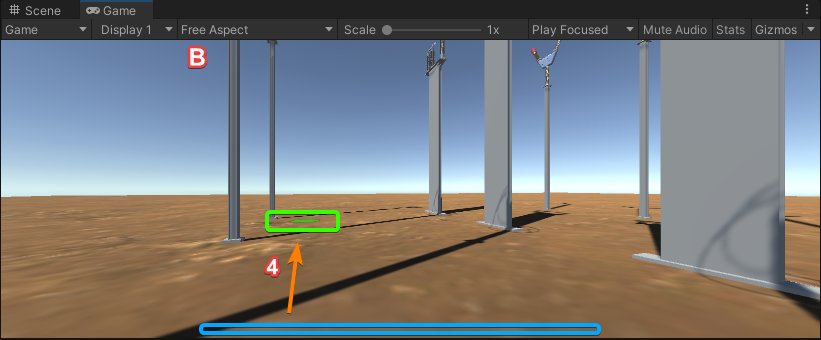 Scene Game
Game Display 1 Free Aspect Scale 1x Play Focused Mute Audio Stats Gizmos
B
4